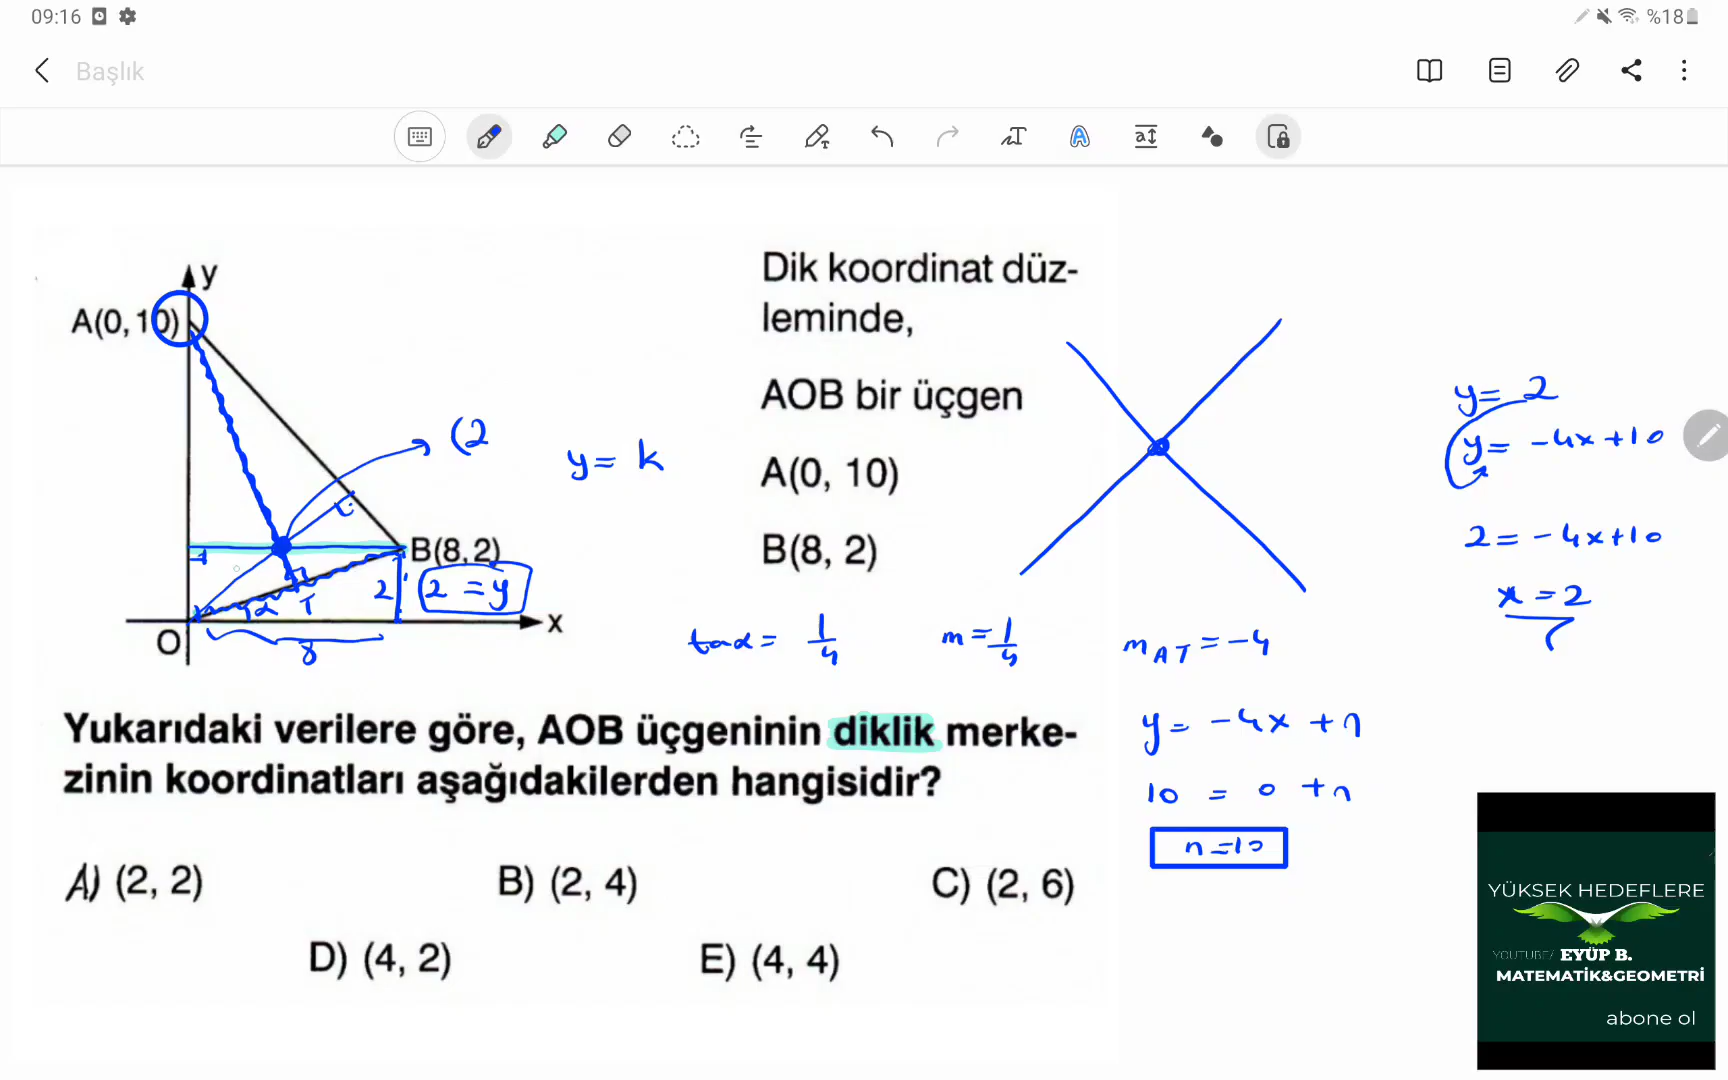 09:16
%18
Başlık
y
A(0, 10)
(2
y = k
B(8,2)
2
2 = y
α
T
O
x
8
Dik koordinat düz-
leminde,
AOB bir üçgen
A(0, 10)
B(8, 2)
tanα = 1/4
m = 1/4
m AT = -4
y = -4x + n
10 = 0 + n
n = 10
y = 2
y = -4x + 10
2 = -4x + 10
x = 2
Yukarıdaki verilere göre, AOB üçgeninin diklik merke-
zinin koordinatları aşağıdakilerden hangisidir?
A) (2, 2) B) (2, 4) C) (2, 6)
D) (4, 2) E) (4, 4)
YÜKSEK HEDEFLERE
YOUTUBE/ EYÜP B.
MATEMATİK&GEOMETRİ
abone ol